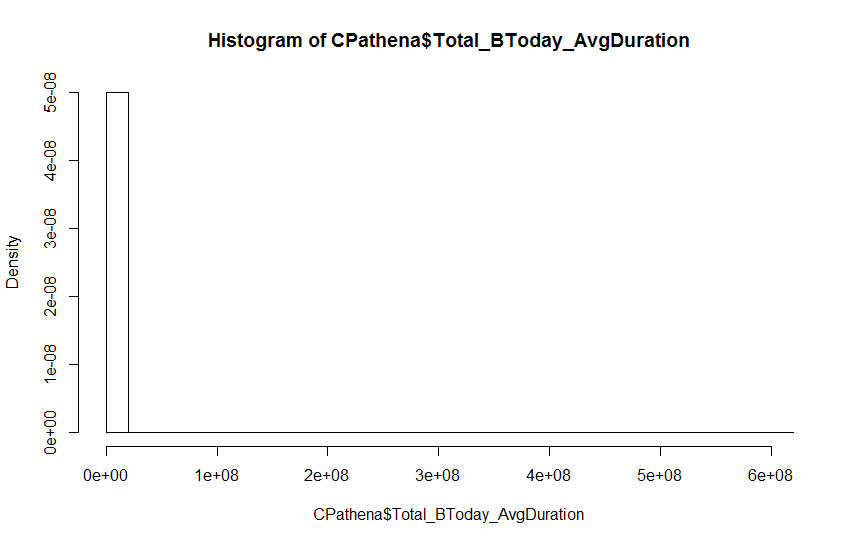 Histogram of CPathena$Total_BToday_AvgDuration
Density
5e-08
4e-08
3e-08
2e-08
1e-08
0e+00
0e+00 1e+08 2e+08 3e+08 4e+08 5e+08 6e+08
CPathena$Total_BToday_AvgDuration